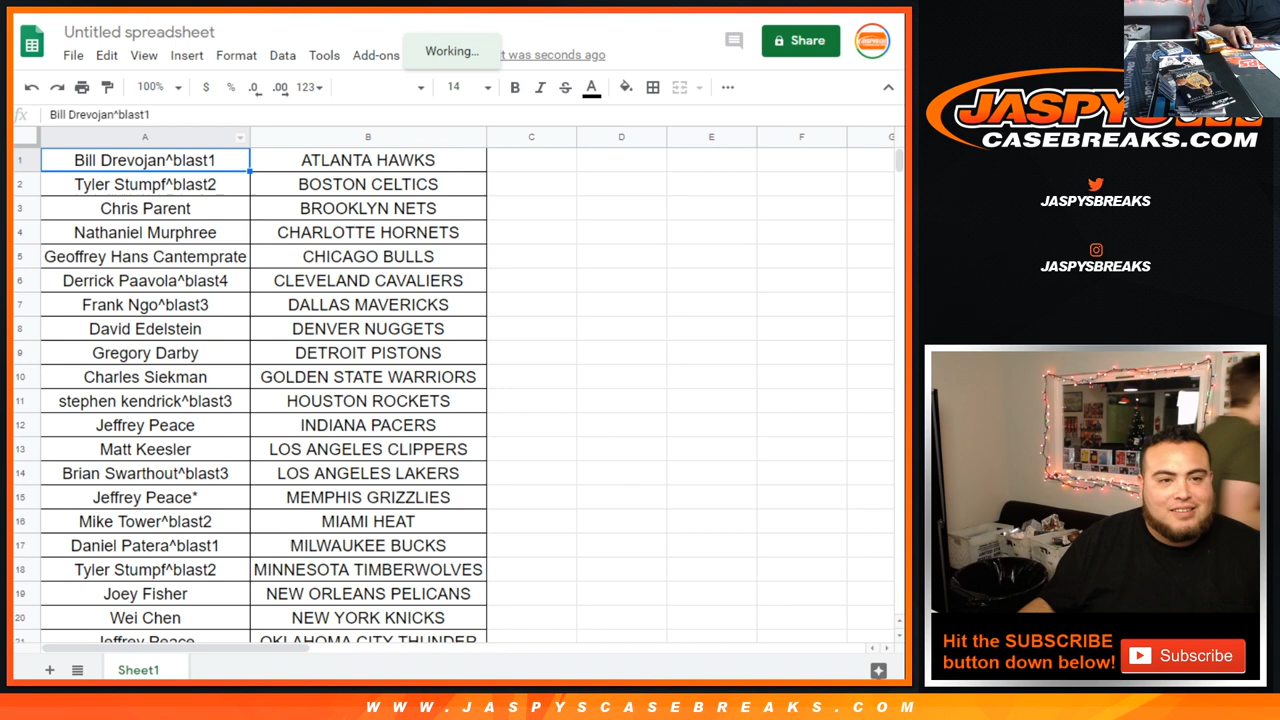 Untitled spreadsheet
File Edit View Insert Format Data Tools Add-ons
Working...
t was seconds ago
Share
100% $ % .0 .00 123 14 B I S A
fx Bill Drevojan^blast1
A B C D E F G
1 Bill Drevojan^blast1 ATLANTA HAWKS
2 Tyler Stumpf^blast2 BOSTON CELTICS
3 Chris Parent BROOKLYN NETS
4 Nathaniel Murphree CHARLOTTE HORNETS
5 Geoffrey Hans Cantemprate CHICAGO BULLS
6 Derrick Paavola^blast4 CLEVELAND CAVALIERS
7 Frank Ngo^blast3 DALLAS MAVERICKS
8 David Edelstein DENVER NUGGETS
9 Gregory Darby DETROIT PISTONS
10 Charles Siekman GOLDEN STATE WARRIORS
11 stephen kendrick^blast3 HOUSTON ROCKETS
12 Jeffrey Peace INDIANA PACERS
13 Matt Keesler LOS ANGELES CLIPPERS
14 Brian Swarthout^blast3 LOS ANGELES LAKERS
15 Jeffrey Peace* MEMPHIS GRIZZLIES
16 Mike Tower^blast2 MIAMI HEAT
17 Daniel Patera^blast1 MILWAUKEE BUCKS
18 Tyler Stumpf^blast2 MINNESOTA TIMBERWOLVES
19 Joey Fisher NEW ORLEANS PELICANS
20 Wei Chen NEW YORK KNICKS
21 Jeffrey Peace OKLAHOMA CITY THUNDER
Sheet1
JASPY
CASEBREAKS.COM
JASPYSBREAKS
JASPYSBREAKS
Hit the SUBSCRIBE
button down below!
Subscribe
WWW.JASPYSCASEBREAKS.COM